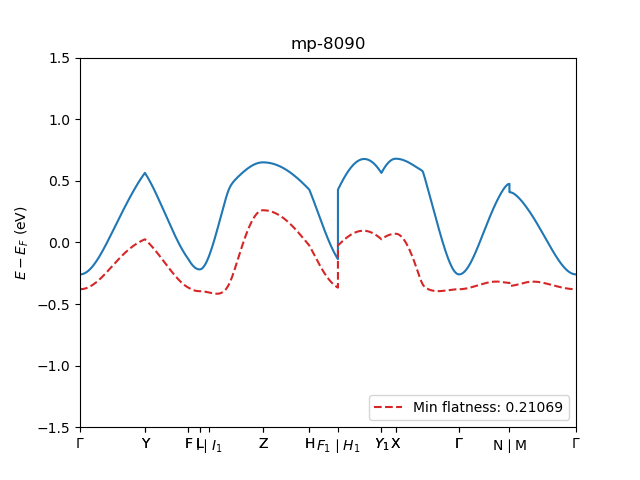 mp-8090
E − E_F (eV)
1.5
1.0
0.5
0.0
−0.5
−1.0
−1.5
Min flatness: 0.21069
Γ Y F L | I₁ Z H F₁ | H₁ Y₁ X Γ N | M Γ